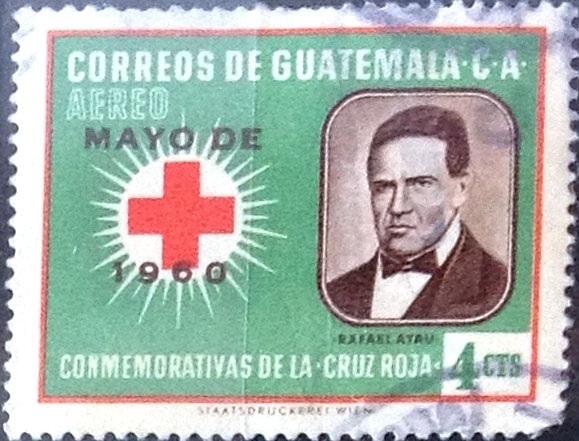 CORREOS DE GUATEMALA·C·A·
AEREO
MAYO DE
1960
RAFAEL AYAU
CONMEMORATIVAS DE LA·CRUZ ROJA· 4 CTS
STAATSDRUCKEREI WIEN